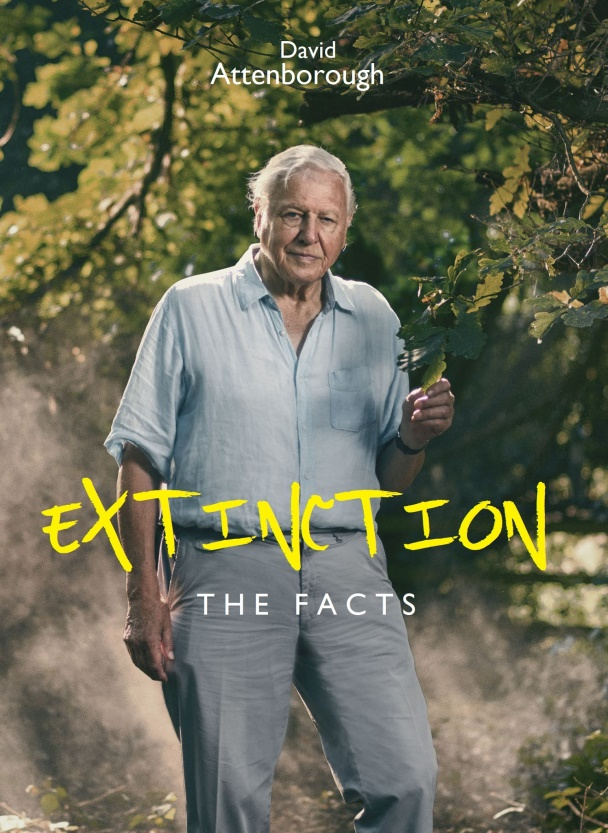 David
Attenborough
EXTINCTION
THE FACTS